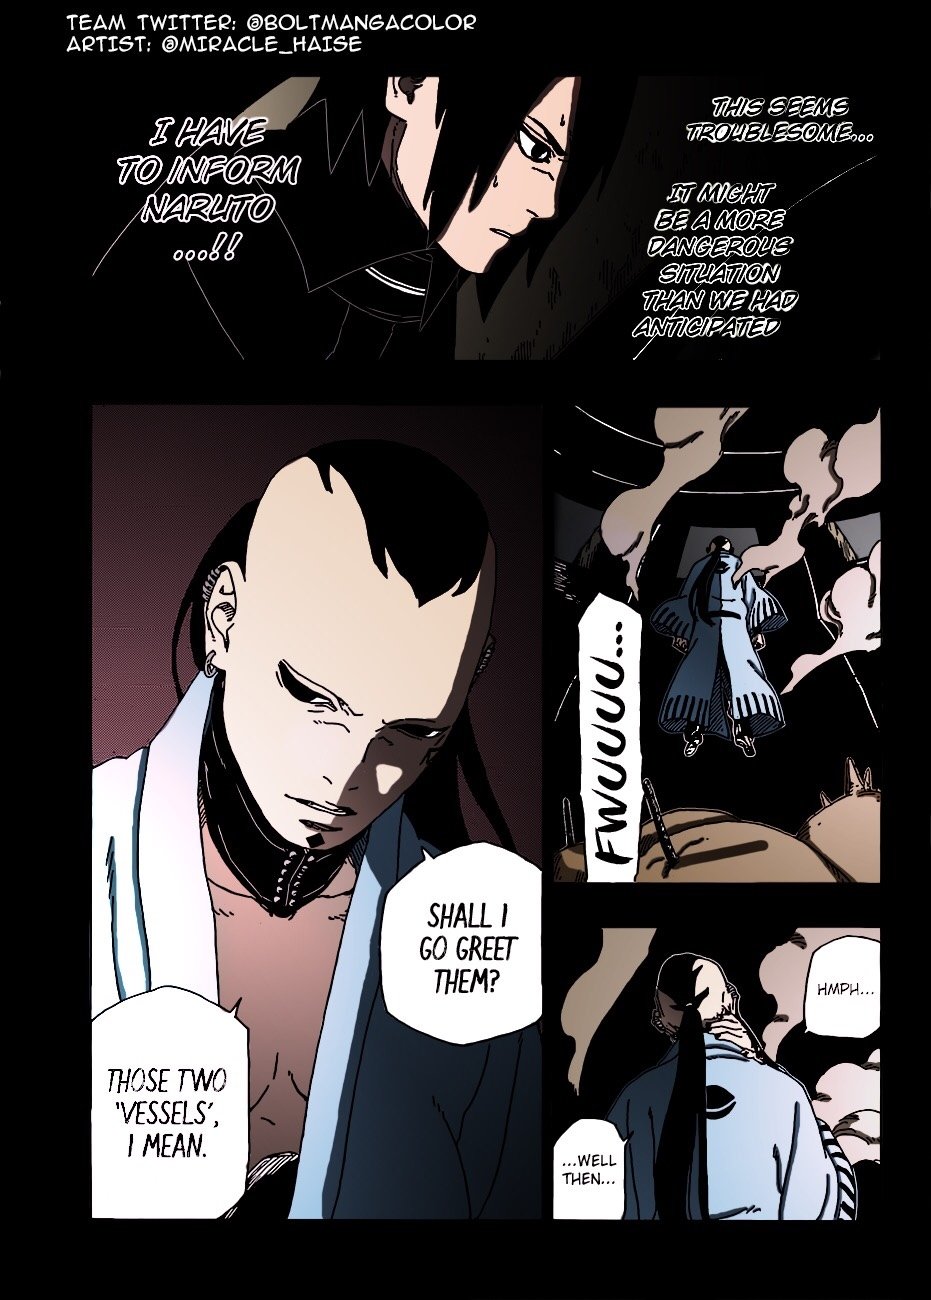 TEAM TWITTER: @BOLTMANGACOLOR
ARTIST: @MIRACLE_HAISE
THIS SEEMS
TROUBLESOME...
IT MIGHT
BE A MORE
DANGEROUS
SITUATION
THAN WE HAD
ANTICIPATED
I HAVE
TO INFORM
NARUTO
...!!
FWUUUU...
HMPH...
...WELL
THEN...
SHALL I
GO GREET
THEM?
THOSE TWO
'VESSELS',
I MEAN.